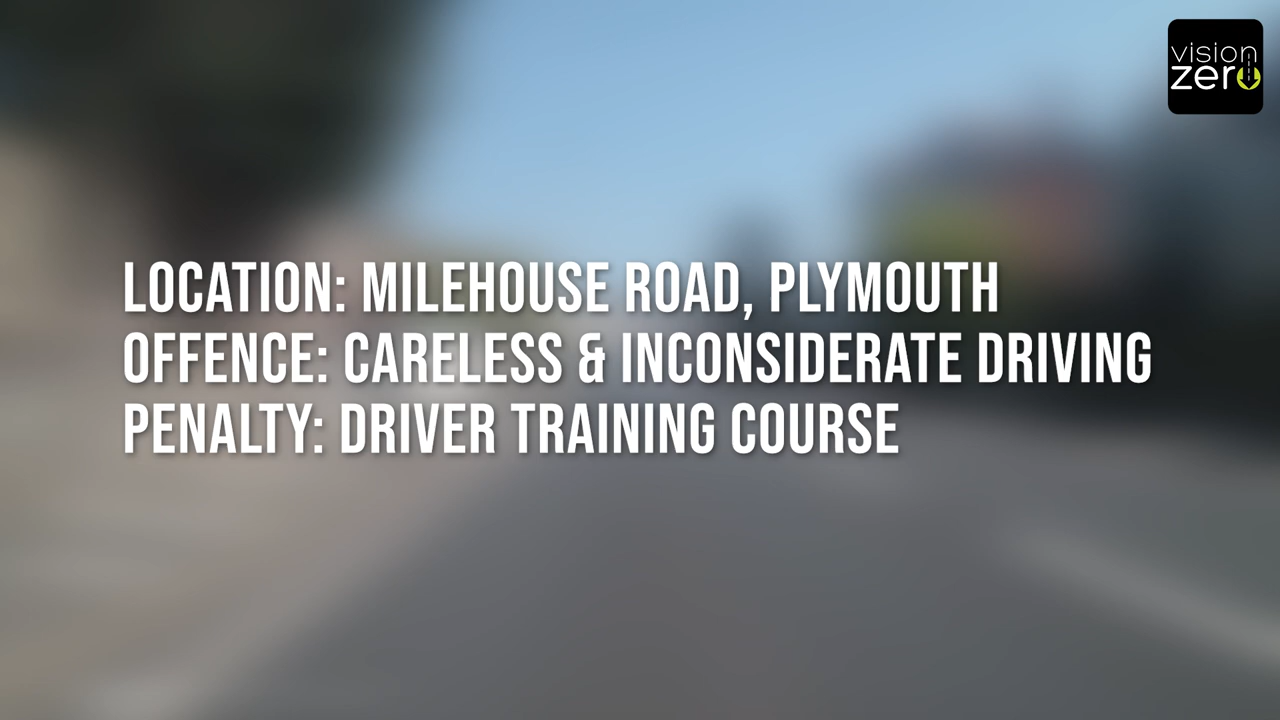 vision
zero
LOCATION: MILEHOUSE ROAD, PLYMOUTH
OFFENCE: CARELESS & INCONSIDERATE DRIVING
PENALTY: DRIVER TRAINING COURSE